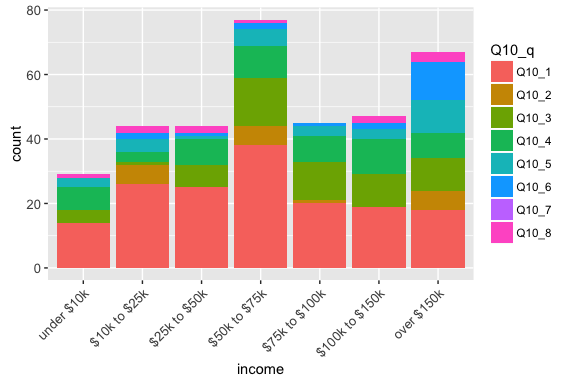 80
60
40
20
0
count
under $10k
$10k to $25k
$25k to $50k
$50k to $75k
$75k to $100k
$100k to $150k
over $150k
income
Q10_q
Q10_1
Q10_2
Q10_3
Q10_4
Q10_5
Q10_6
Q10_7
Q10_8